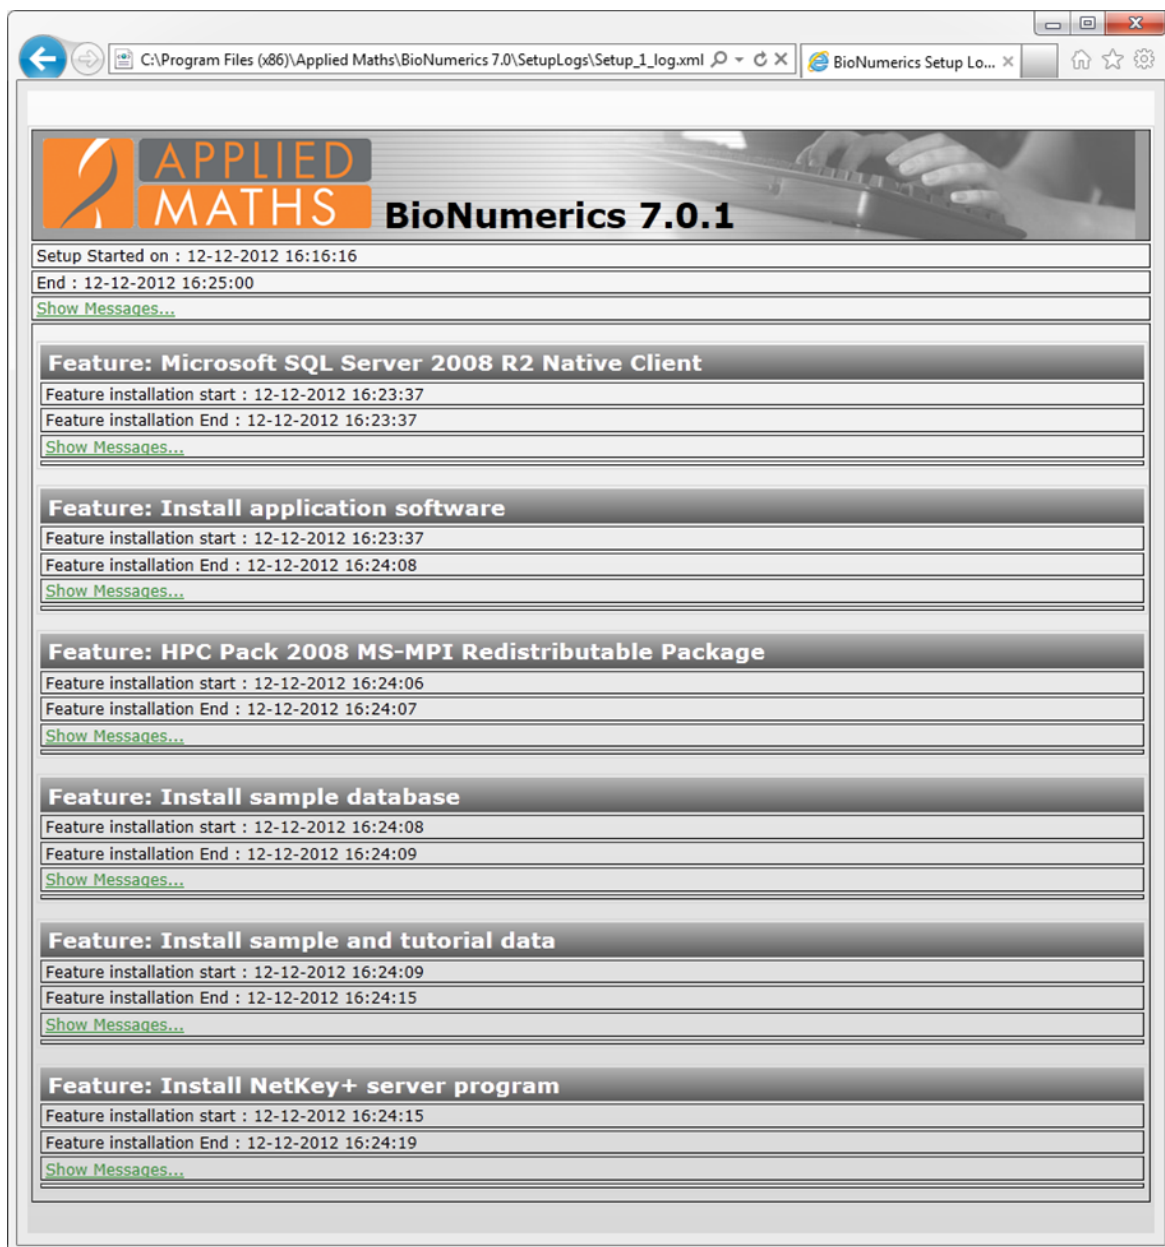 C:\Program Files (x86)\Applied Maths\BioNumerics 7.0\SetupLogs\Setup_1_log.xml
BioNumerics Setup Lo...
APPLIED
MATHS
BioNumerics 7.0.1
Setup Started on : 12-12-2012 16:16:16
End : 12-12-2012 16:25:00
Show Messages...
Feature: Microsoft SQL Server 2008 R2 Native Client
Feature installation start : 12-12-2012 16:23:37
Feature installation End : 12-12-2012 16:23:37
Show Messages...
Feature: Install application software
Feature installation start : 12-12-2012 16:23:37
Feature installation End : 12-12-2012 16:24:08
Show Messages...
Feature: HPC Pack 2008 MS-MPI Redistributable Package
Feature installation start : 12-12-2012 16:24:06
Feature installation End : 12-12-2012 16:24:07
Show Messages...
Feature: Install sample database
Feature installation start : 12-12-2012 16:24:08
Feature installation End : 12-12-2012 16:24:09
Show Messages...
Feature: Install sample and tutorial data
Feature installation start : 12-12-2012 16:24:09
Feature installation End : 12-12-2012 16:24:15
Show Messages...
Feature: Install NetKey+ server program
Feature installation start : 12-12-2012 16:24:15
Feature installation End : 12-12-2012 16:24:19
Show Messages...